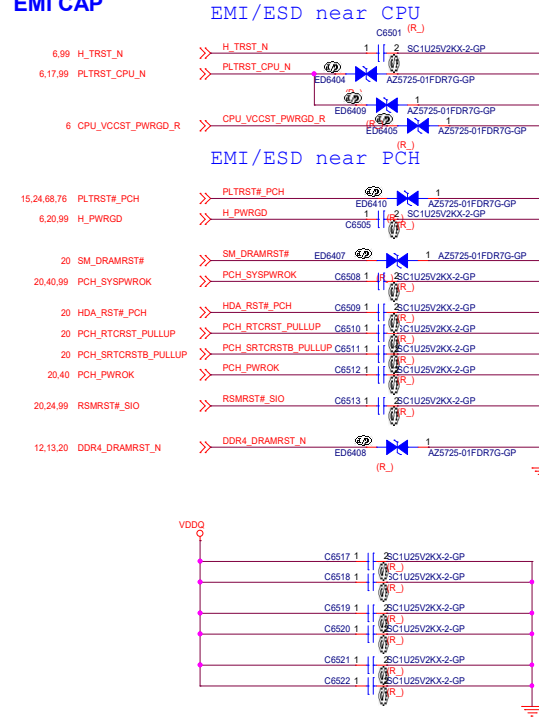 EMI CAP
EMI/ESD near CPU
C6501 (R_)
6,99 H_TRST_N H_TRST_N 1 2 SC1U25V2KX-2-GP
6,17,99 PLTRST_CPU_N PLTRST_CPU_N
ED6404 AZ5725-01FDR7G-GP
ED6409 1 AZ5725-01FDR7G-GP
6 CPU_VCCST_PWRGD_R CPU_VCCST_PWRGD_R (R_) 1
ED6405 AZ5725-01FDR7G-GP
(R_)
EMI/ESD near PCH
15,24,68,76 PLTRST#_PCH PLTRST#_PCH 1
ED6410 AZ5725-01FDR7G-GP
6,20,99 H_PWRGD H_PWRGD 1 (R_) SC1U25V2KX-2-GP
C6505 (R_)
20 SM_DRAMRST# SM_DRAMRST# ED6407 1 AZ5725-01FDR7G-GP
20,40,99 PCH_SYSPWROK PCH_SYSPWROK C6508 1 (R_) 2 SC1U25V2KX-2-GP
(R_)
20 HDA_RST#_PCH HDA_RST#_PCH C6509 1 2 SC1U25V2KX-2-GP
(R_)
20 PCH_RTCRST_PULLUP PCH_RTCRST_PULLUP C6510 1 2 SC1U25V2KX-2-GP
(R_)
20 PCH_SRTCRSTB_PULLUP PCH_SRTCRSTB_PULLUP C6511 1 2 SC1U25V2KX-2-GP
(R_)
20,40 PCH_PWROK PCH_PWROK C6512 1 2 SC1U25V2KX-2-GP
(R_)
20,24,99 RSMRST#_SIO RSMRST#_SIO C6513 1 2 SC1U25V2KX-2-GP
(R_)
12,13,20 DDR4_DRAMRST_N DDR4_DRAMRST_N 1
ED6408 AZ5725-01FDR7G-GP
(R_)
VDDQ
C6517 1 2 SC1U25V2KX-2-GP
(R_)
C6518 1 2 SC1U25V2KX-2-GP
(R_)
C6519 1 2 SC1U25V2KX-2-GP
(R_)
C6520 1 2 SC1U25V2KX-2-GP
(R_)
C6521 1 2 SC1U25V2KX-2-GP
(R_)
C6522 1 2 SC1U25V2KX-2-GP
(R_)